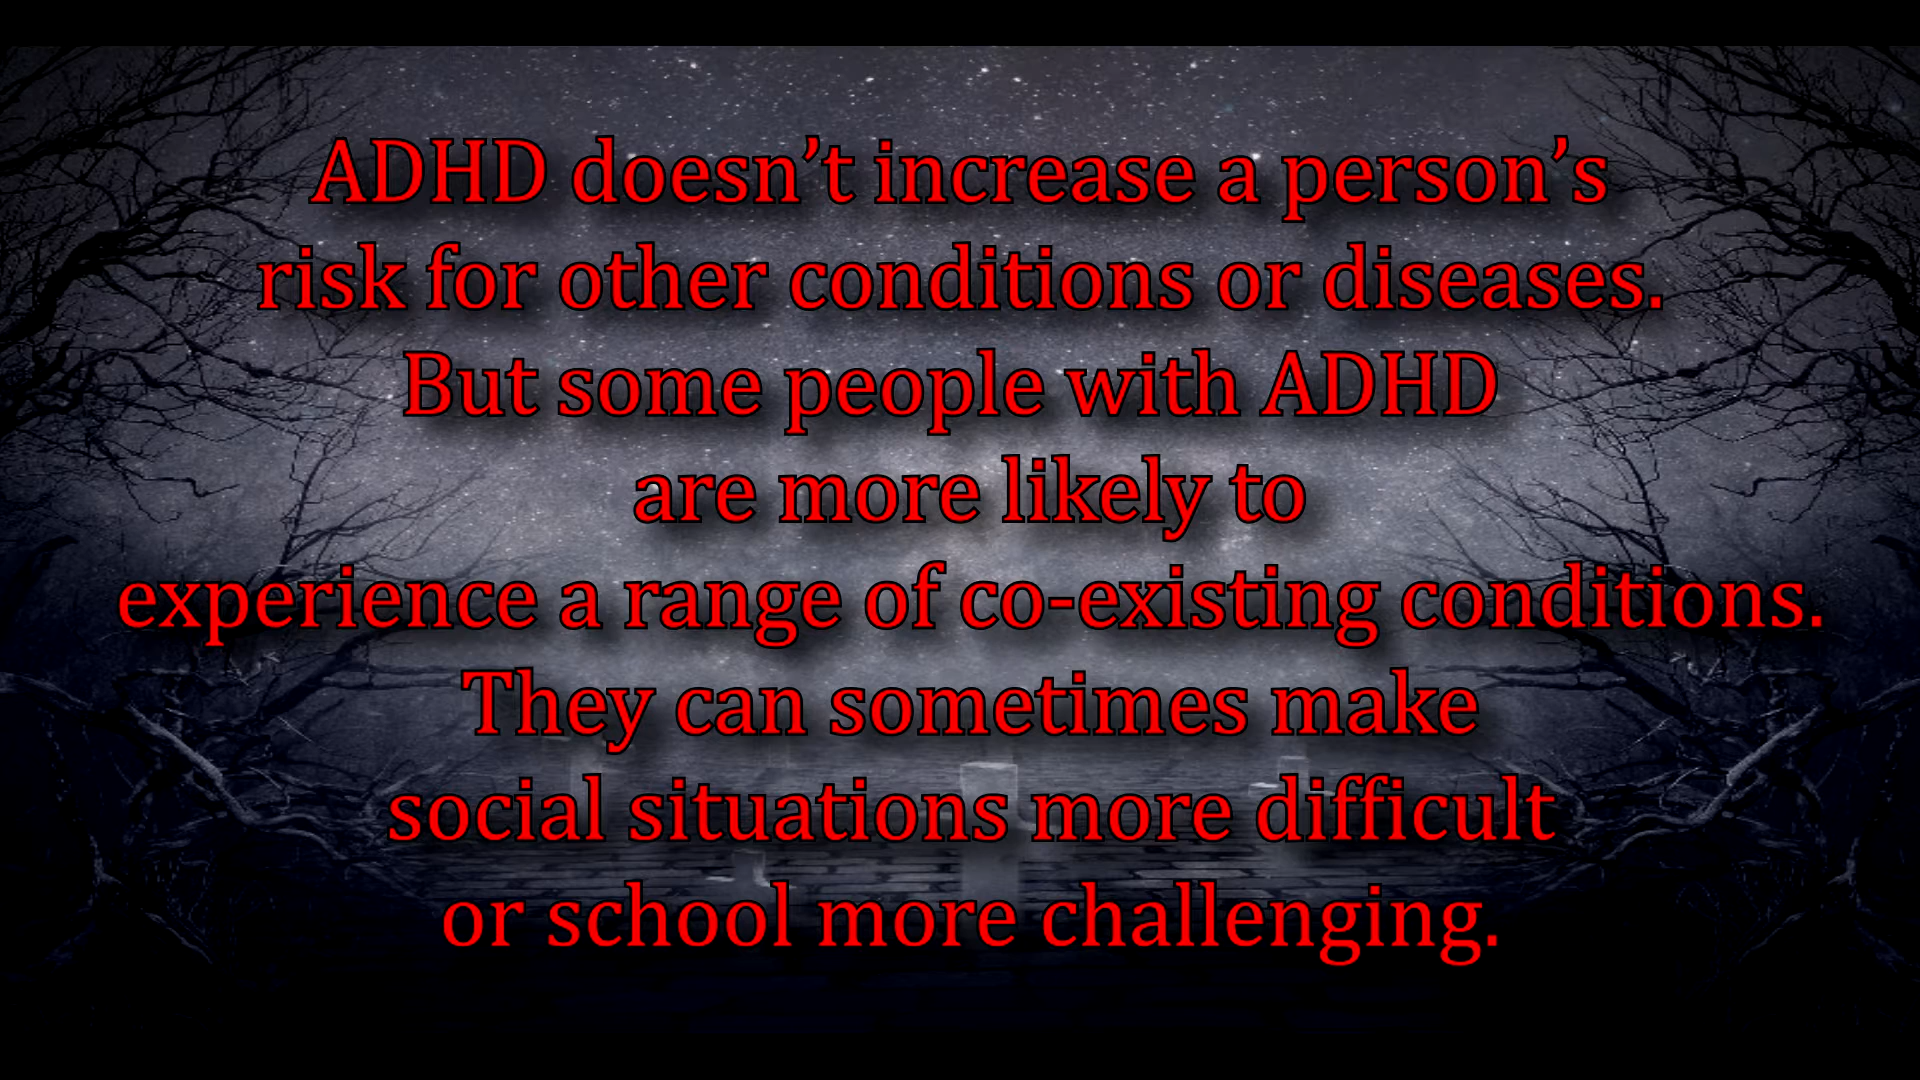 ADHD doesn’t increase a person’s
risk for other conditions or diseases.
But some people with ADHD
are more likely to
experience a range of co-existing conditions.
They can sometimes make
social situations more difficult
or school more challenging.